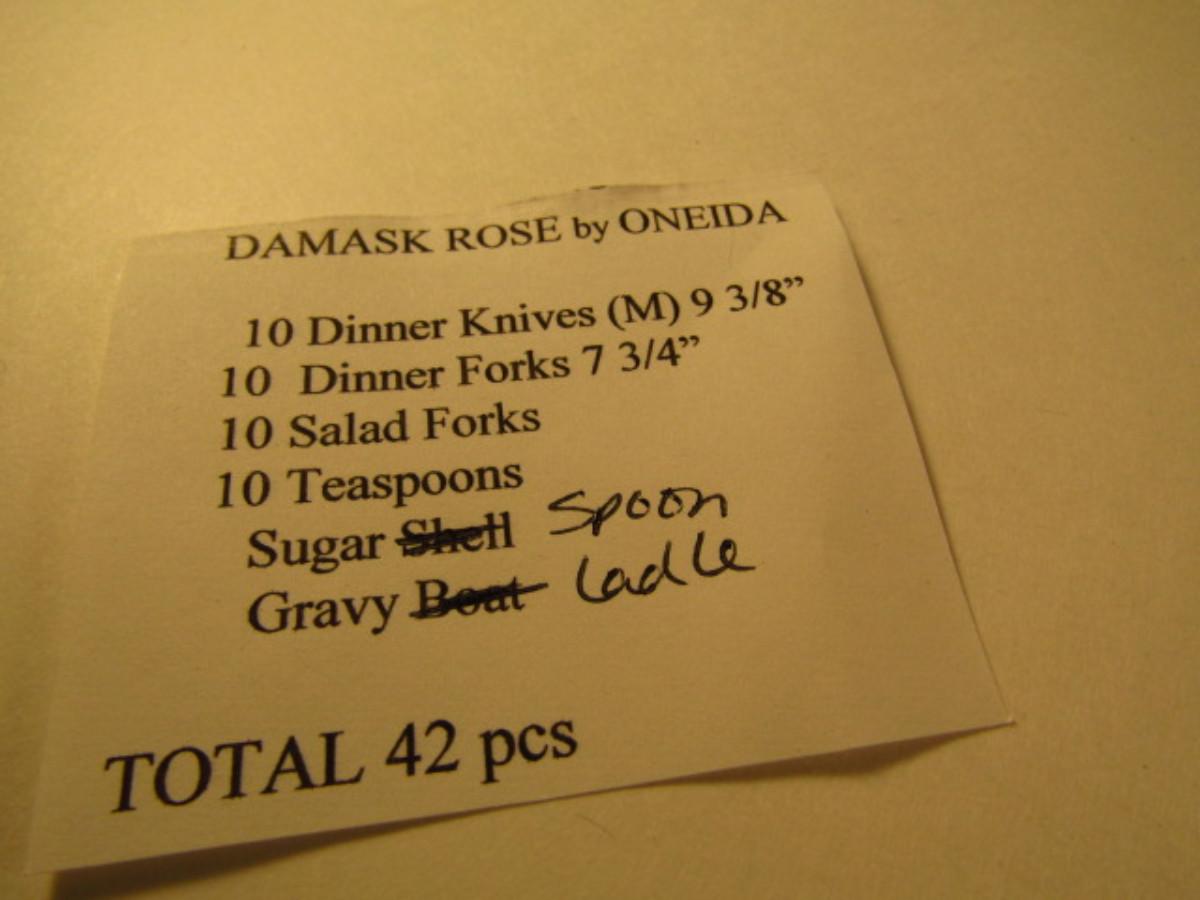 DAMASK ROSE by ONEIDA
10 Dinner Knives (M) 9 3/8”
10 Dinner Forks 7 3/4”
10 Salad Forks
10 Teaspoons
Sugar Shell Spoon
Gravy Boat Ladle
TOTAL 42 pcs